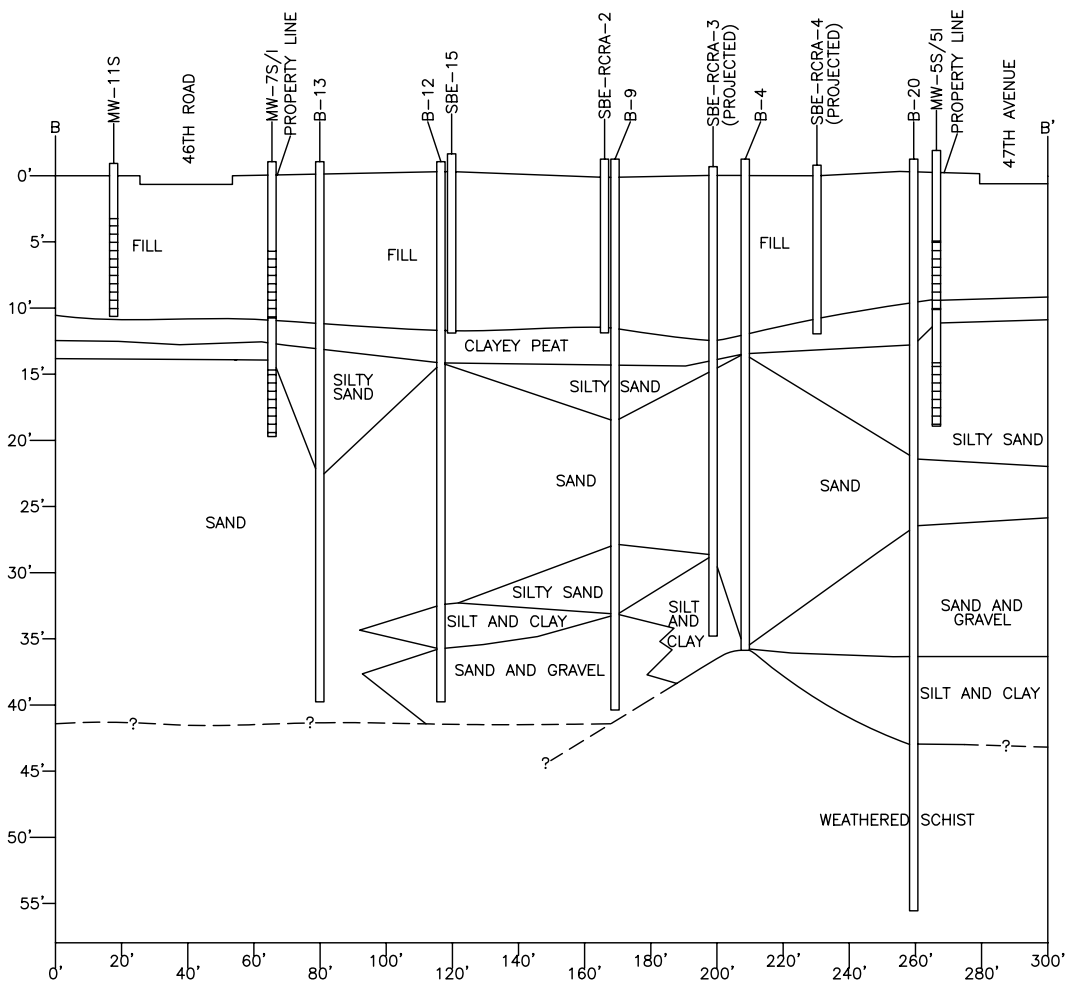 B
MW-11S
46TH ROAD
MW-7S/I
PROPERTY LINE
B-13
B-12
SBE-15
SBE-RCRA-2
B-9
SBE-RCRA-3
(PROJECTED)
B-4
SBE-RCRA-4
(PROJECTED)
B-20
MW-5S/5I
PROPERTY LINE
47TH AVENUE
B'
0'
5'
FILL
FILL
FILL
10'
CLAYEY PEAT
15'
SILTY
SAND
SILTY SAND
20'
SILTY SAND
25'
SAND
SAND
SAND
30'
SILTY SAND
SILT
AND
CLAY
SAND AND
GRAVEL
SILT AND CLAY
35'
SAND AND GRAVEL
SILT AND CLAY
40'
?
?
?
?
45'
50'
WEATHERED SCHIST
55'
0'
20'
40'
60'
80'
100'
120'
140'
160'
180'
200'
220'
240'
260'
280'
300'